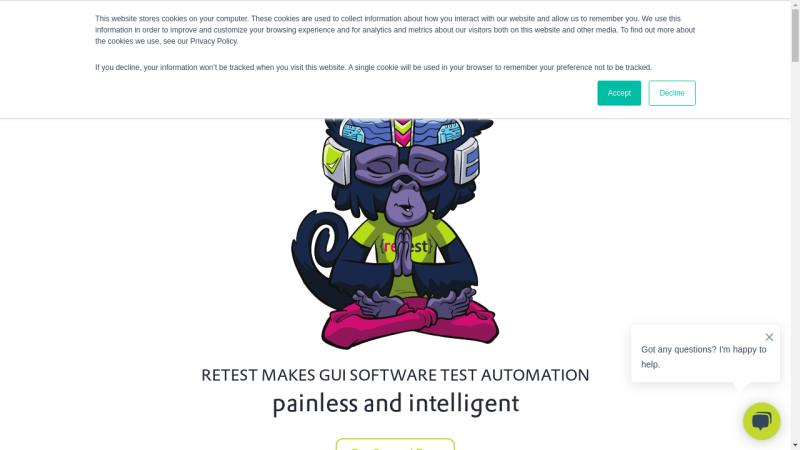 This website stores cookies on your computer. These cookies are used to collect information about how you interact with our website and allow us to remember you. We use this
information in order to improve and customize your browsing experience and for analytics and metrics about our visitors both on this website and other media. To find out more about
the cookies we use, see our Privacy Policy.
If you decline, your information won't be tracked when you visit this website. A single cookie will be used in your browser to remember your preference not to be tracked.
Accept
Decline
{retest}
Got any questions? I'm happy to
help.
RETEST MAKES GUI SOFTWARE TEST AUTOMATION
painless and intelligent